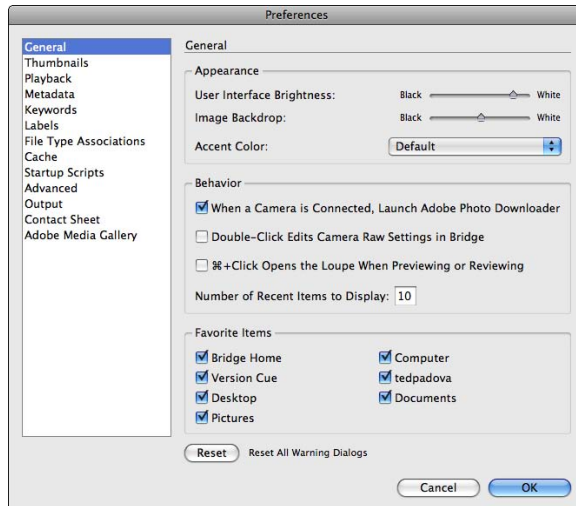 Preferences
General
Thumbnails
Playback
Metadata
Keywords
Labels
File Type Associations
Cache
Startup Scripts
Advanced
Output
Contact Sheet
Adobe Media Gallery
General
Appearance
User Interface Brightness: Black White
Image Backdrop: Black White
Accent Color: Default
Behavior
When a Camera is Connected, Launch Adobe Photo Downloader
Double-Click Edits Camera Raw Settings in Bridge
⌘+Click Opens the Loupe When Previewing or Reviewing
Number of Recent Items to Display: 10
Favorite Items
Bridge Home Computer
Version Cue tedpadova
Desktop Documents
Pictures
Reset Reset All Warning Dialogs
Cancel OK